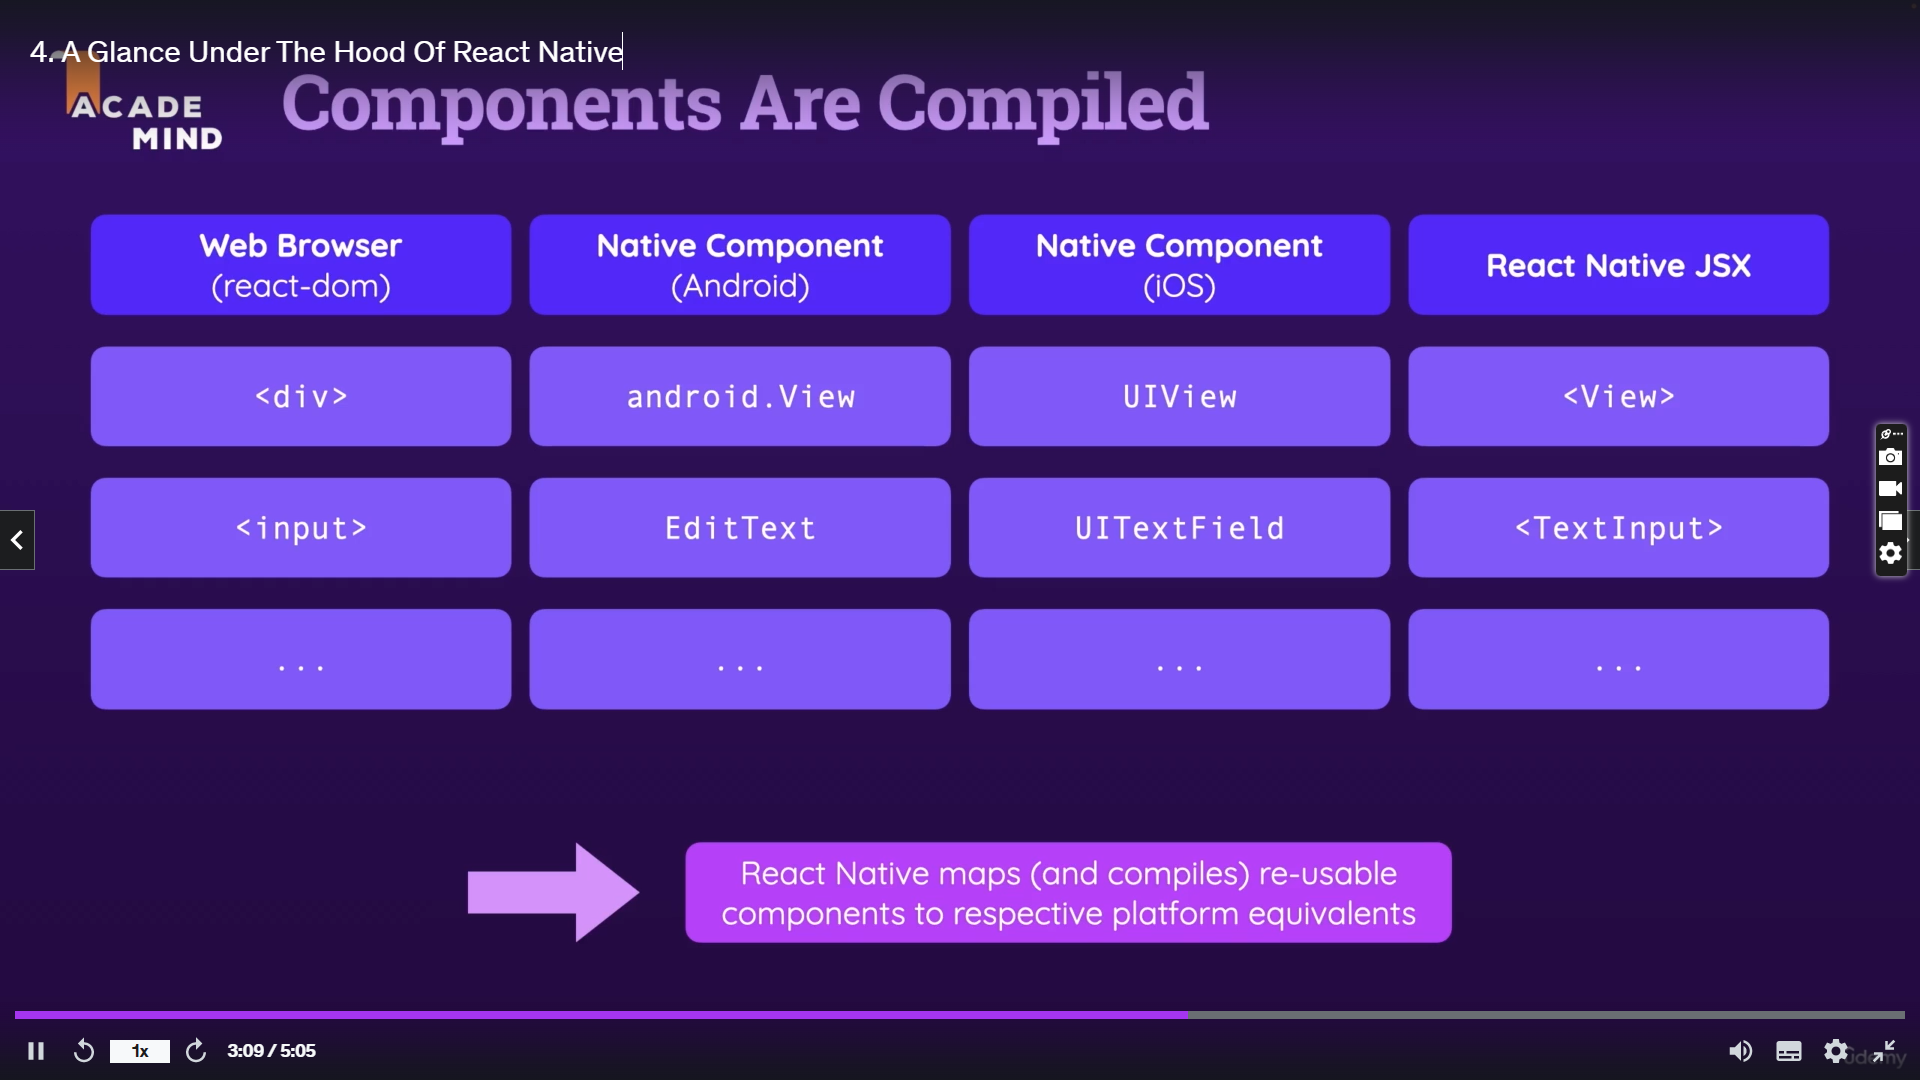 4. A Glance Under The Hood Of React Native
ACADE
MIND
Components Are Compiled
Web Browser
(react-dom)
Native Component
(Android)
Native Component
(iOS)
React Native JSX
<div>
android.View
UIView
<View>
<input>
EditText
UITextField
<TextInput>
...
...
...
...
React Native maps (and compiles) re-usable
components to respective platform equivalents
1x
3:09 / 5:05
udemy